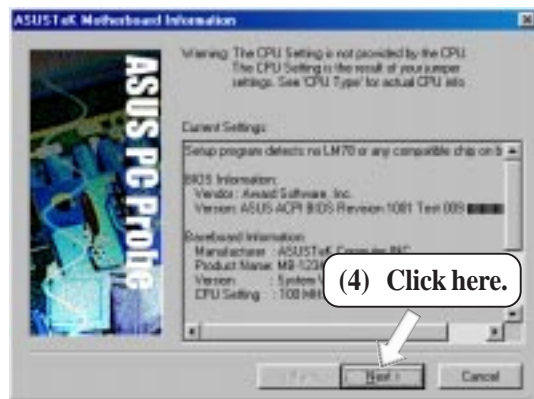 ASUSTeK Motherboard Information
ASUS PC Probe
Warning: The CPU Setting is not provided by the CPU.
The CPU Setting is the result of your jumper
settings. See 'CPU Type' for actual CPU info
Current Settings:
Setup program detects no LM78 or any compatible chip on b
BIOS Information:
Vendor : Award Software, Inc.
Version: ASUS ACPI BIOS Revision 1001 Test 005
Baseboard Information
Manufacturer : ASUSTeK Computer INC.
Product Name: MB-1234
Version : System V
CPU Setting : 100 MH
(4) Click here.
Next >
Cancel